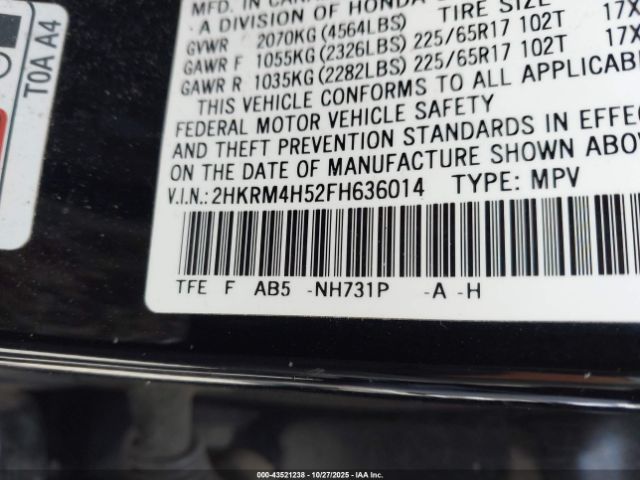 TOA A4
MFD. IN CANA
A DIVISION OF HONDA
TIRE SIZE
GVWR 2070KG (4564LBS)
GAWR F 1055KG (2326LBS) 225/65R17 102T 17X
GAWR R 1035KG (2282LBS) 225/65R17 102T 17X
THIS VEHICLE CONFORMS TO ALL APPLICABL
FEDERAL MOTOR VEHICLE SAFETY
AND THEFT PREVENTION STANDARDS IN EFFEC
ON THE DATE OF MANUFACTURE SHOWN ABOV
V.I.N.: 2HKRM4H52FH636014 TYPE: MPV
TFE F AB5 -NH731P -A -H
000-43521238 - 10/27/2025 - IAA Inc.